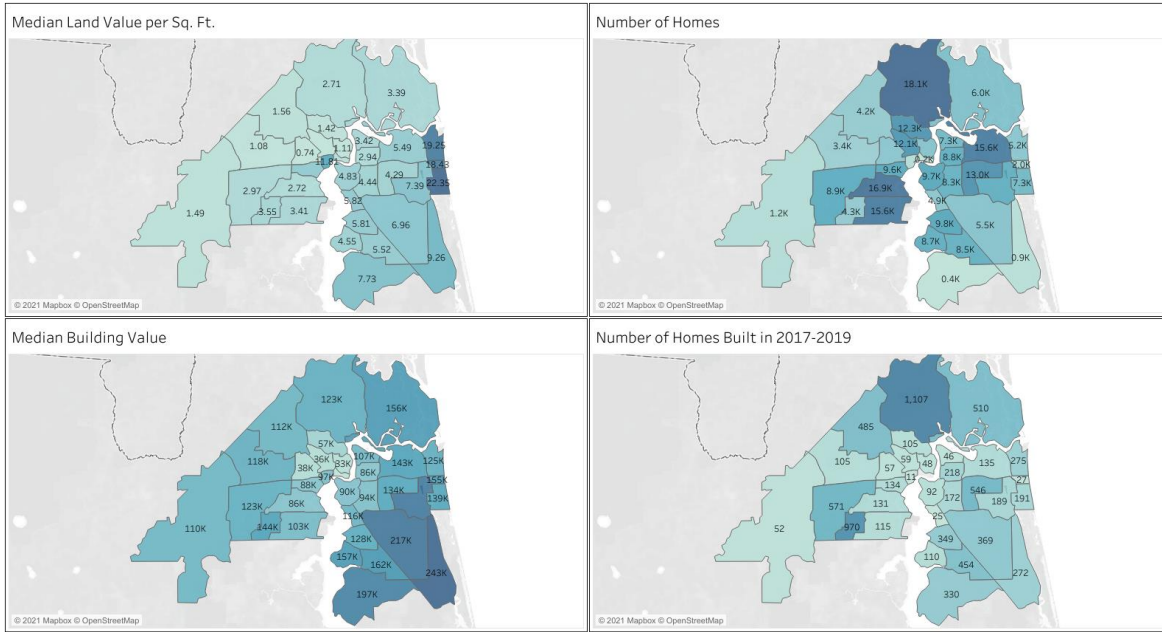 Median Land Value per Sq. Ft.
2.71
3.39
1.56
1.42
3.42
1.08
0.74
1.11
5.49
19.25
2.94
11.81
18.43
4.83
4.29
22.35
4.44
7.39
2.97
2.72
5.82
3.55
3.41
1.49
5.81
6.96
4.55
5.52
9.26
7.73
© 2021 Mapbox © OpenStreetMap
Number of Homes
18.1K
6.0K
4.2K
12.3K
7.3K
3.4K
12.1K
15.6K
5.2K
8.8K
9.6K
9.7K
13.0K
8.3K
7.3K
8.9K
16.9K
4.9K
4.3K
15.6K
1.2K
9.8K
5.5K
8.7K
8.5K
0.9K
0.4K
© 2021 Mapbox © OpenStreetMap
Median Building Value
123K
156K
112K
57K
107K
118K
38K
36K
33K
143K
125K
86K
88K
155K
90K
94K
134K
139K
123K
86K
116K
144K
103K
110K
128K
217K
157K
162K
243K
197K
© 2021 Mapbox © OpenStreetMap
Number of Homes Built in 2017-2019
1,107
510
485
105
46
105
59
57
48
135
275
218
11
27
134
92
172
546
189
191
571
131
25
970
115
52
349
369
110
454
272
330
© 2021 Mapbox © OpenStreetMap